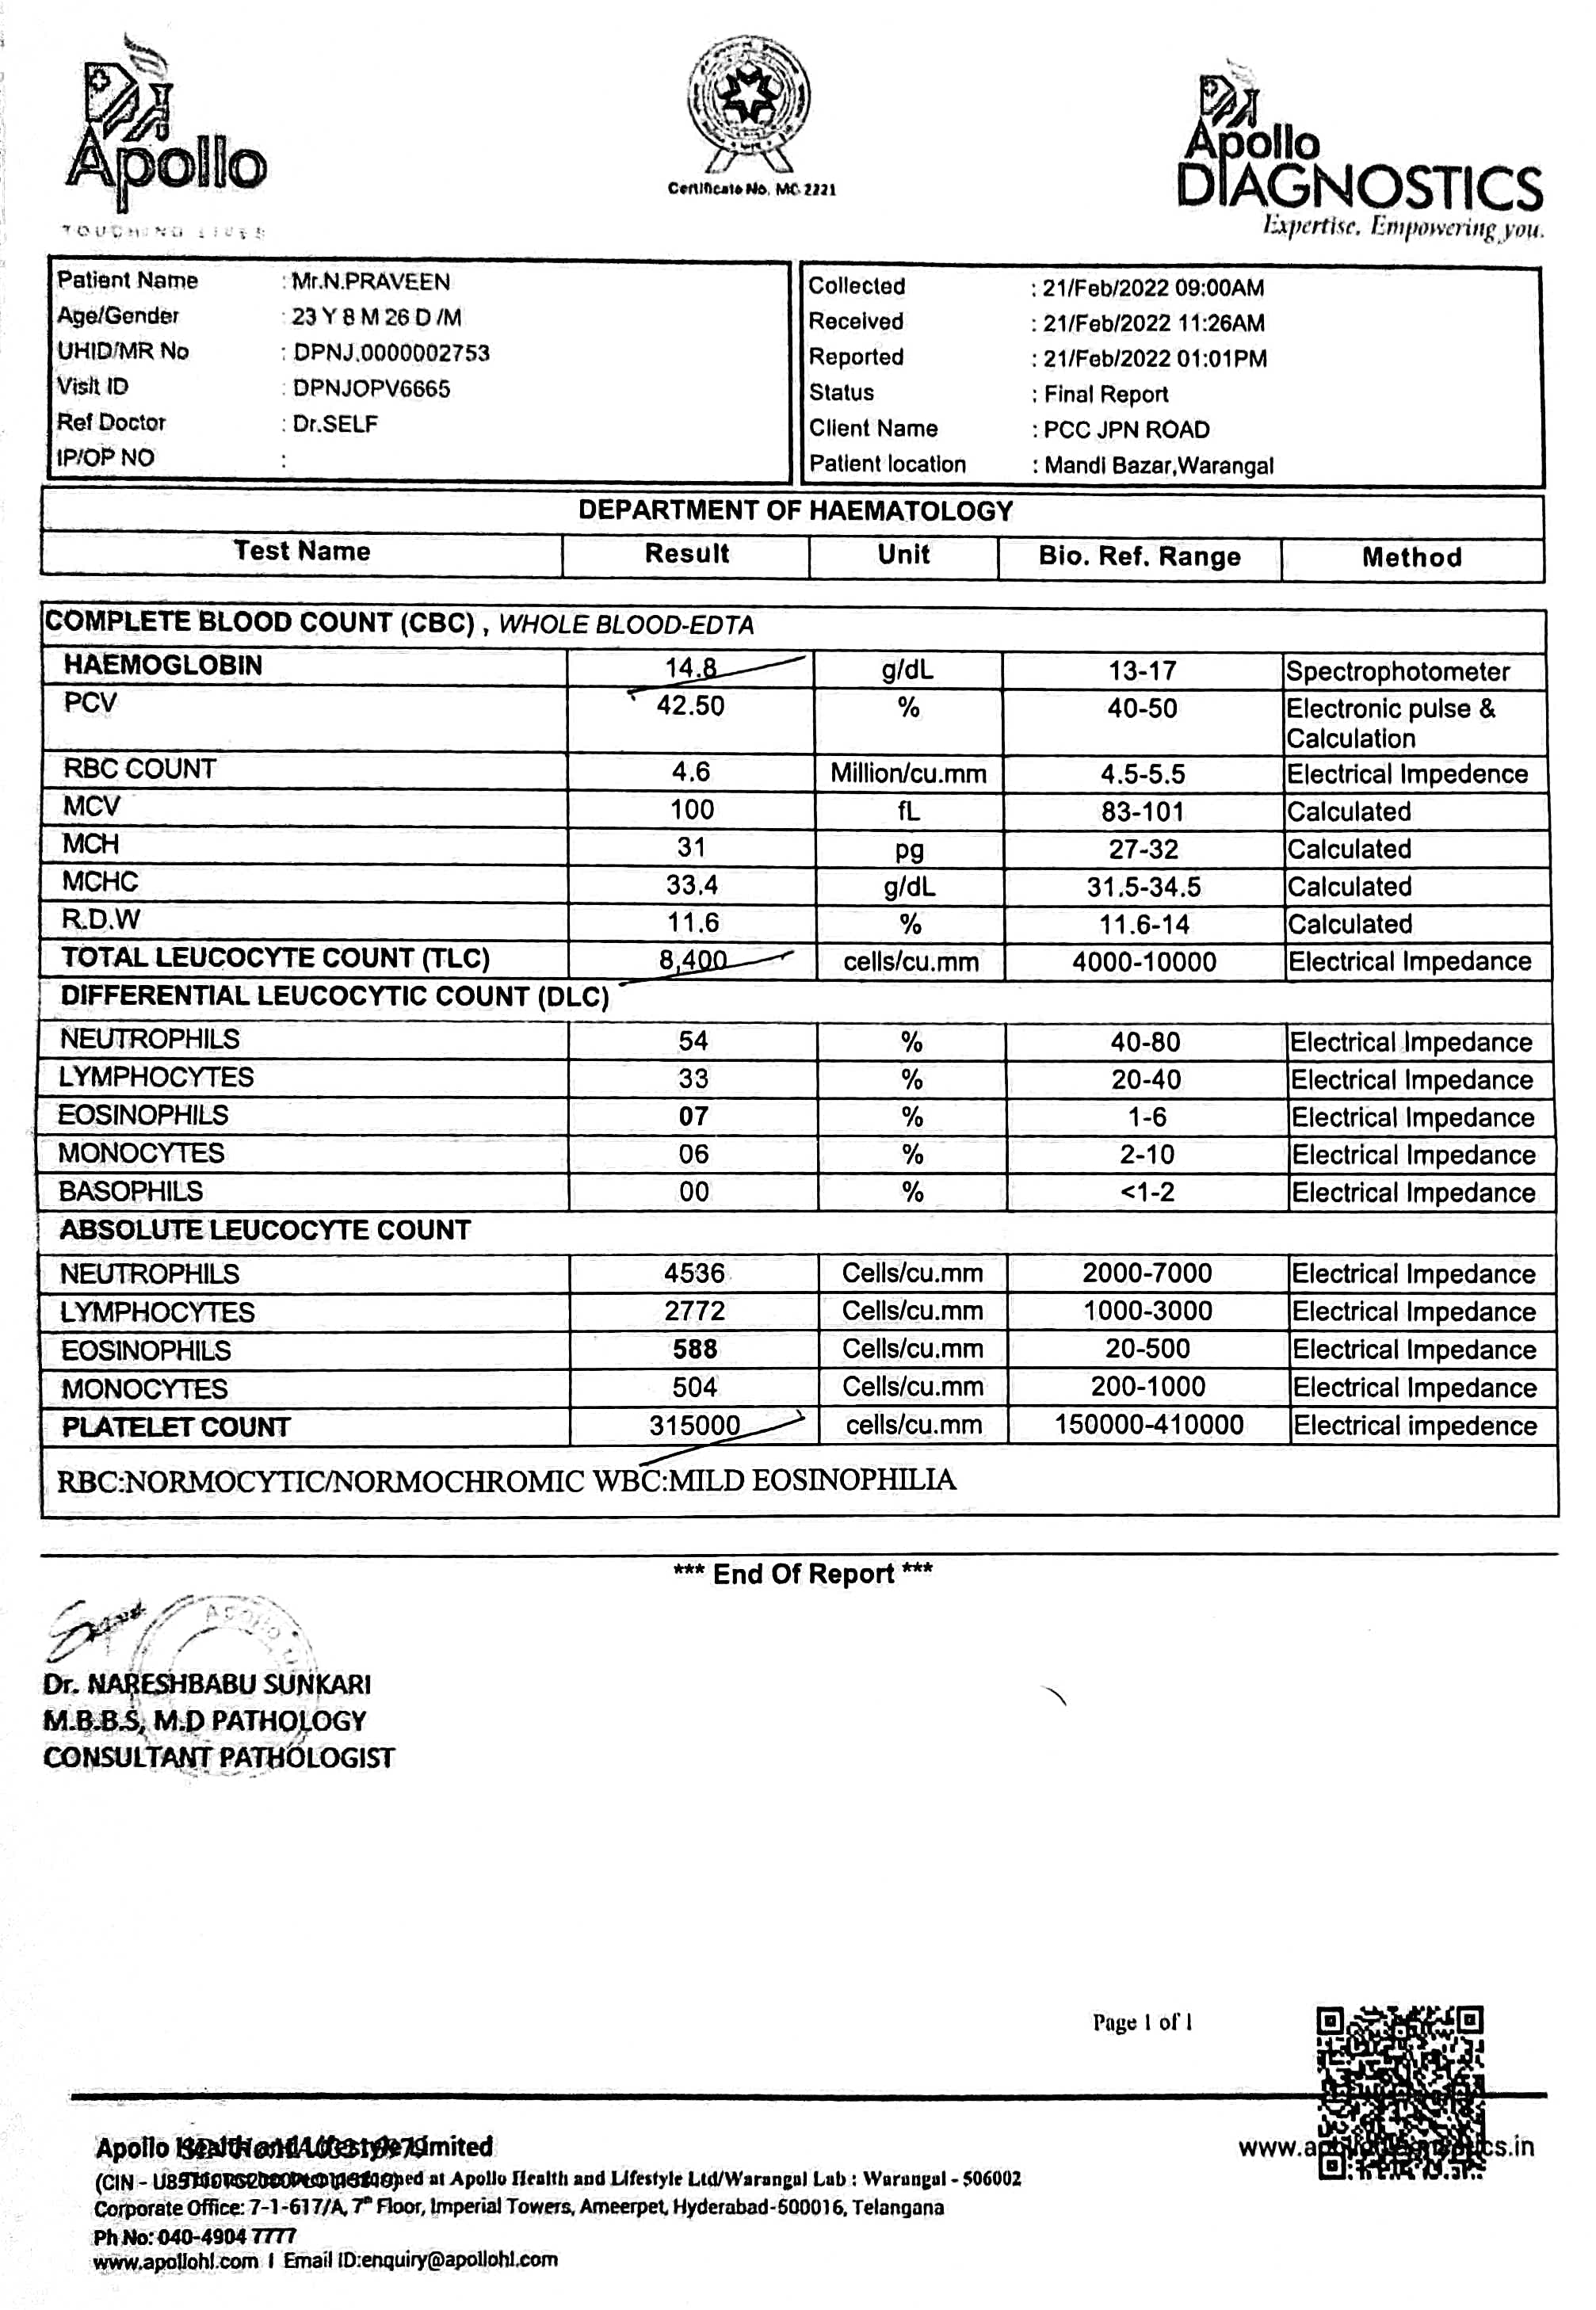 Apollo
TOUCHING LIVES
Certificate No. MC-2221
Apollo
DIAGNOSTICS
Expertise. Empowering you.
Patient Name : Mr.N.PRAVEEN
Age/Gender : 23 Y 8 M 26 D /M
UHID/MR No : DPNJ.0000002753
Visit ID : DPNJOPV6665
Ref Doctor : Dr.SELF
IP/OP NO :
Collected : 21/Feb/2022 09:00AM
Received : 21/Feb/2022 11:26AM
Reported : 21/Feb/2022 01:01PM
Status : Final Report
Client Name : PCC JPN ROAD
Patient location : Mandi Bazar,Warangal
DEPARTMENT OF HAEMATOLOGY
Test Name Result Unit Bio. Ref. Range Method
COMPLETE BLOOD COUNT (CBC) , WHOLE BLOOD-EDTA
HAEMOGLOBIN 14.8 g/dL 13-17 Spectrophotometer
PCV 42.50 % 40-50 Electronic pulse &
Calculation
RBC COUNT 4.6 Million/cu.mm 4.5-5.5 Electrical Impedence
MCV 100 fL 83-101 Calculated
MCH 31 pg 27-32 Calculated
MCHC 33.4 g/dL 31.5-34.5 Calculated
R.D.W 11.6 % 11.6-14 Calculated
TOTAL LEUCOCYTE COUNT (TLC) 8,400 cells/cu.mm 4000-10000 Electrical Impedance
DIFFERENTIAL LEUCOCYTIC COUNT (DLC)
NEUTROPHILS 54 % 40-80 Electrical Impedance
LYMPHOCYTES 33 % 20-40 Electrical Impedance
EOSINOPHILS 07 % 1-6 Electrical Impedance
MONOCYTES 06 % 2-10 Electrical Impedance
BASOPHILS 00 % <1-2 Electrical Impedance
ABSOLUTE LEUCOCYTE COUNT
NEUTROPHILS 4536 Cells/cu.mm 2000-7000 Electrical Impedance
LYMPHOCYTES 2772 Cells/cu.mm 1000-3000 Electrical Impedance
EOSINOPHILS 588 Cells/cu.mm 20-500 Electrical Impedance
MONOCYTES 504 Cells/cu.mm 200-1000 Electrical Impedance
PLATELET COUNT 315000 cells/cu.mm 150000-410000 Electrical impedence
RBC:NORMOCYTIC/NORMOCHROMIC WBC:MILD EOSINOPHILIA
*** End Of Report ***
Apollo
Dr. NARESHBABU SUNKARI
M.B.B.S, M.D PATHOLOGY
CONSULTANT PATHOLOGIST
Page 1 of 1
Apollo Health and Lifestyle Limited
(CIN - at Apollo Health and Lifestyle Ltd/Warangal Lab : Warangal - 506002
Corporate Office: 7-1-617/A, 7th Floor, Imperial Towers, Ameerpet, Hyderabad-500016, Telangana
Ph No: 040-4904 7777
www.apollohl.com I Email ID:enquiry@apollohl.com